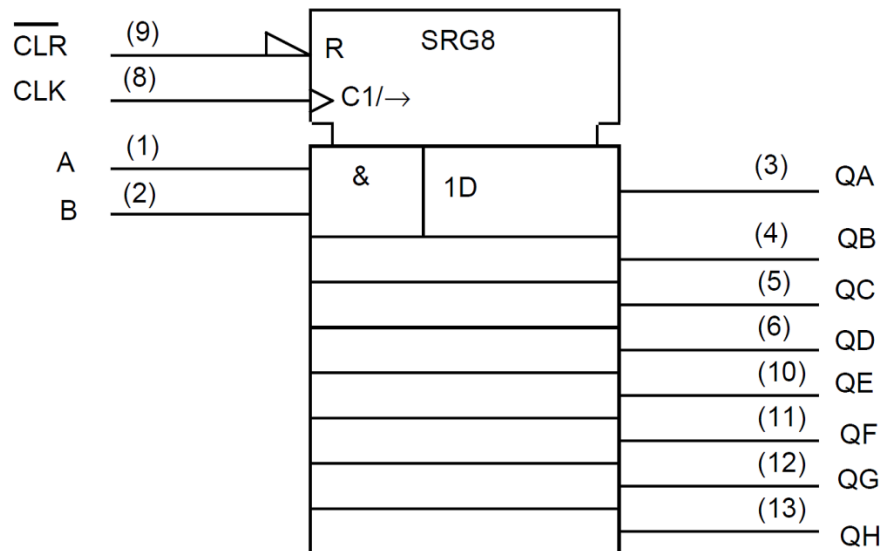 C̅L̅R̅ (9) R SRG8
CLK (8) C1/→
A (1) & 1D (3) QA
B (2)
(4) QB
(5) QC
(6) QD
(10) QE
(11) QF
(12) QG
(13) QH